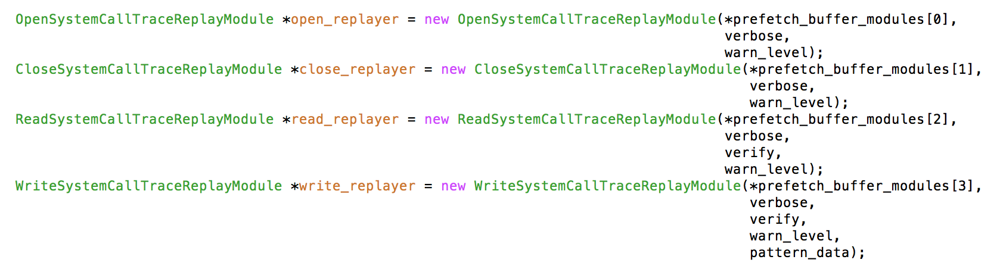 OpenSystemCallTraceReplayModule *open_replayer = new OpenSystemCallTraceReplayModule(*prefetch_buffer_modules[0],
verbose,
warn_level);
CloseSystemCallTraceReplayModule *close_replayer = new CloseSystemCallTraceReplayModule(*prefetch_buffer_modules[1],
verbose,
warn_level);
ReadSystemCallTraceReplayModule *read_replayer = new ReadSystemCallTraceReplayModule(*prefetch_buffer_modules[2],
verbose,
verify,
warn_level);
WriteSystemCallTraceReplayModule *write_replayer = new WriteSystemCallTraceReplayModule(*prefetch_buffer_modules[3],
verbose,
verify,
warn_level,
pattern_data);